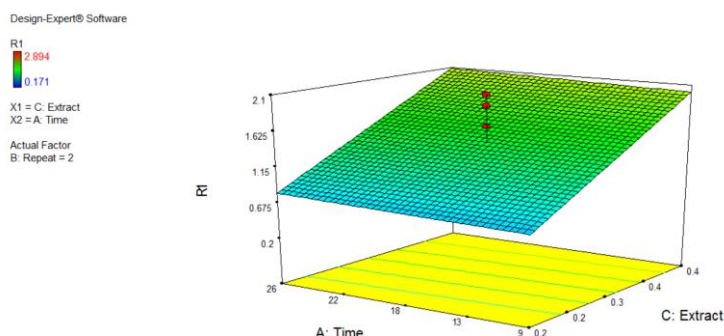 Design-Expert® Software
R1
2.894
0.171
X1 = C: Extract
X2 = A: Time
Actual Factor
B: Repeat = 2
2.1
1.625
1.15
0.675
0.2
R1
26
22
18
13
9
A: Time
0.2
0.2
0.3
0.4
0.4
C: Extract